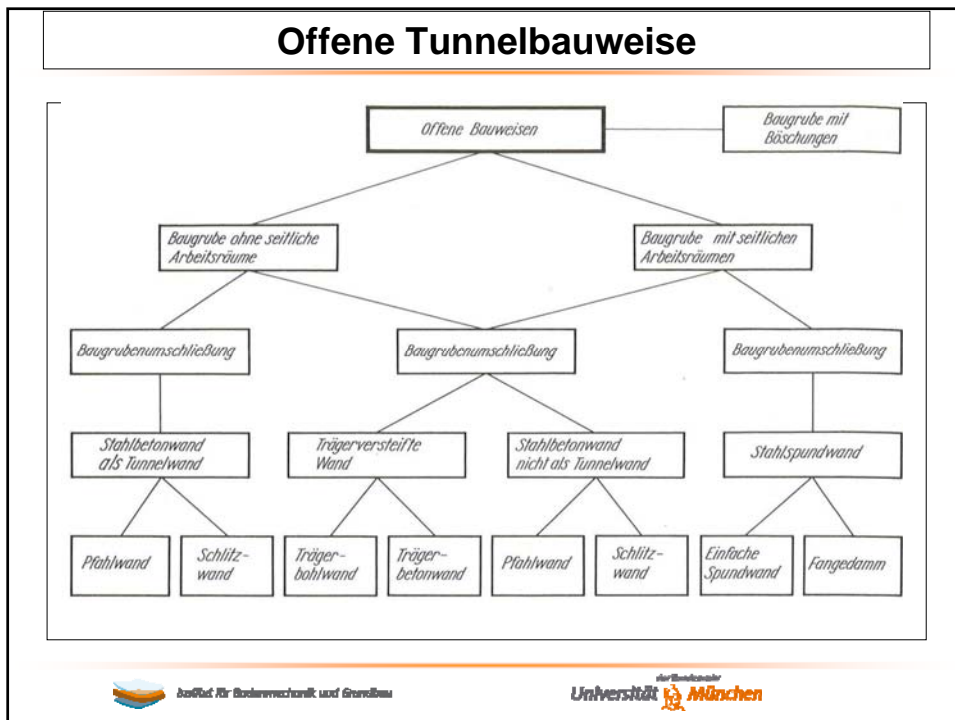 Offene Tunnelbauweise
Offene Bauweisen
Baugrube mit
Böschungen
Baugrube ohne seitliche
Arbeitsräume
Baugrube mit seitlichen
Arbeitsräumen
Baugrubenumschließung
Baugrubenumschließung
Baugrubenumschließung
Stahlbetonwand
als Tunnelwand
Trägerversteifte
Wand
Stahlbetonwand
nicht als Tunnelwand
Stahlspundwand
Pfahlwand
Schlitz-
wand
Träger-
bohlwand
Träger-
betonwand
Pfahlwand
Schlitz-
wand
Einfache
Spundwand
Fangedamm
Institut für Bodenmechanik und Grundbau
der Bundeswehr
Universität München